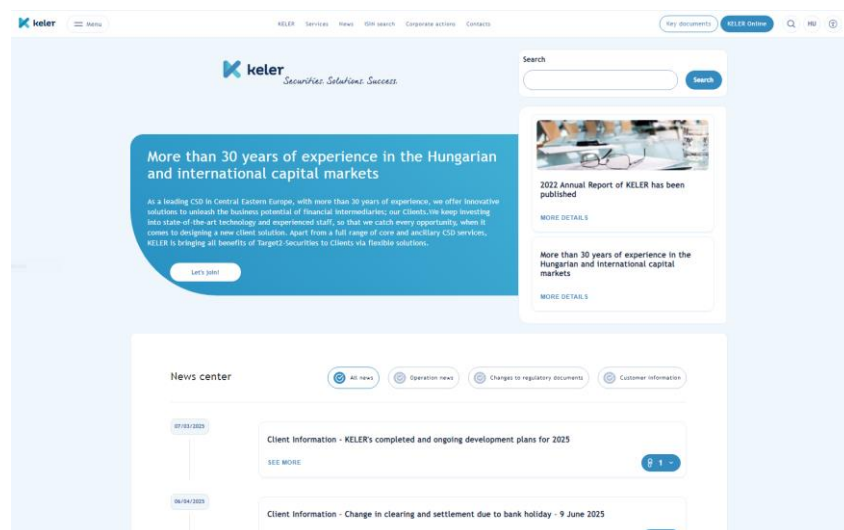 keler
Menu
KELER Services News ISIN search Corporate actions Contacts
Key documents
KELER Online
HU
keler
Securities. Solutions. Success.
Search
Search
More than 30 years of experience in the Hungarian
and international capital markets
As a leading CSD in Central Eastern Europe, with more than 30 years of experience, we offer innovative
solutions to unleash the business potential of financial intermediaries; our Clients.We keep investing
into state-of-the-art technology and experienced staff, so that we catch every opportunity, when it
comes to designing a new client solution. Apart from a full range of core and ancillary CSD services,
KELER is bringing all benefits of Target2-Securities to Clients via flexible solutions.
Let's join!
2022 Annual Report of KELER has been
published
MORE DETAILS
More than 30 years of experience in the
Hungarian and international capital
markets
MORE DETAILS
News center
All news
Operation news
Changes to regulatory documents
Customer information
07/03/2025
Client Information - KELER's completed and ongoing development plans for 2025
SEE MORE
1
06/04/2025
Client Information - Change in clearing and settlement due to bank holiday - 9 June 2025